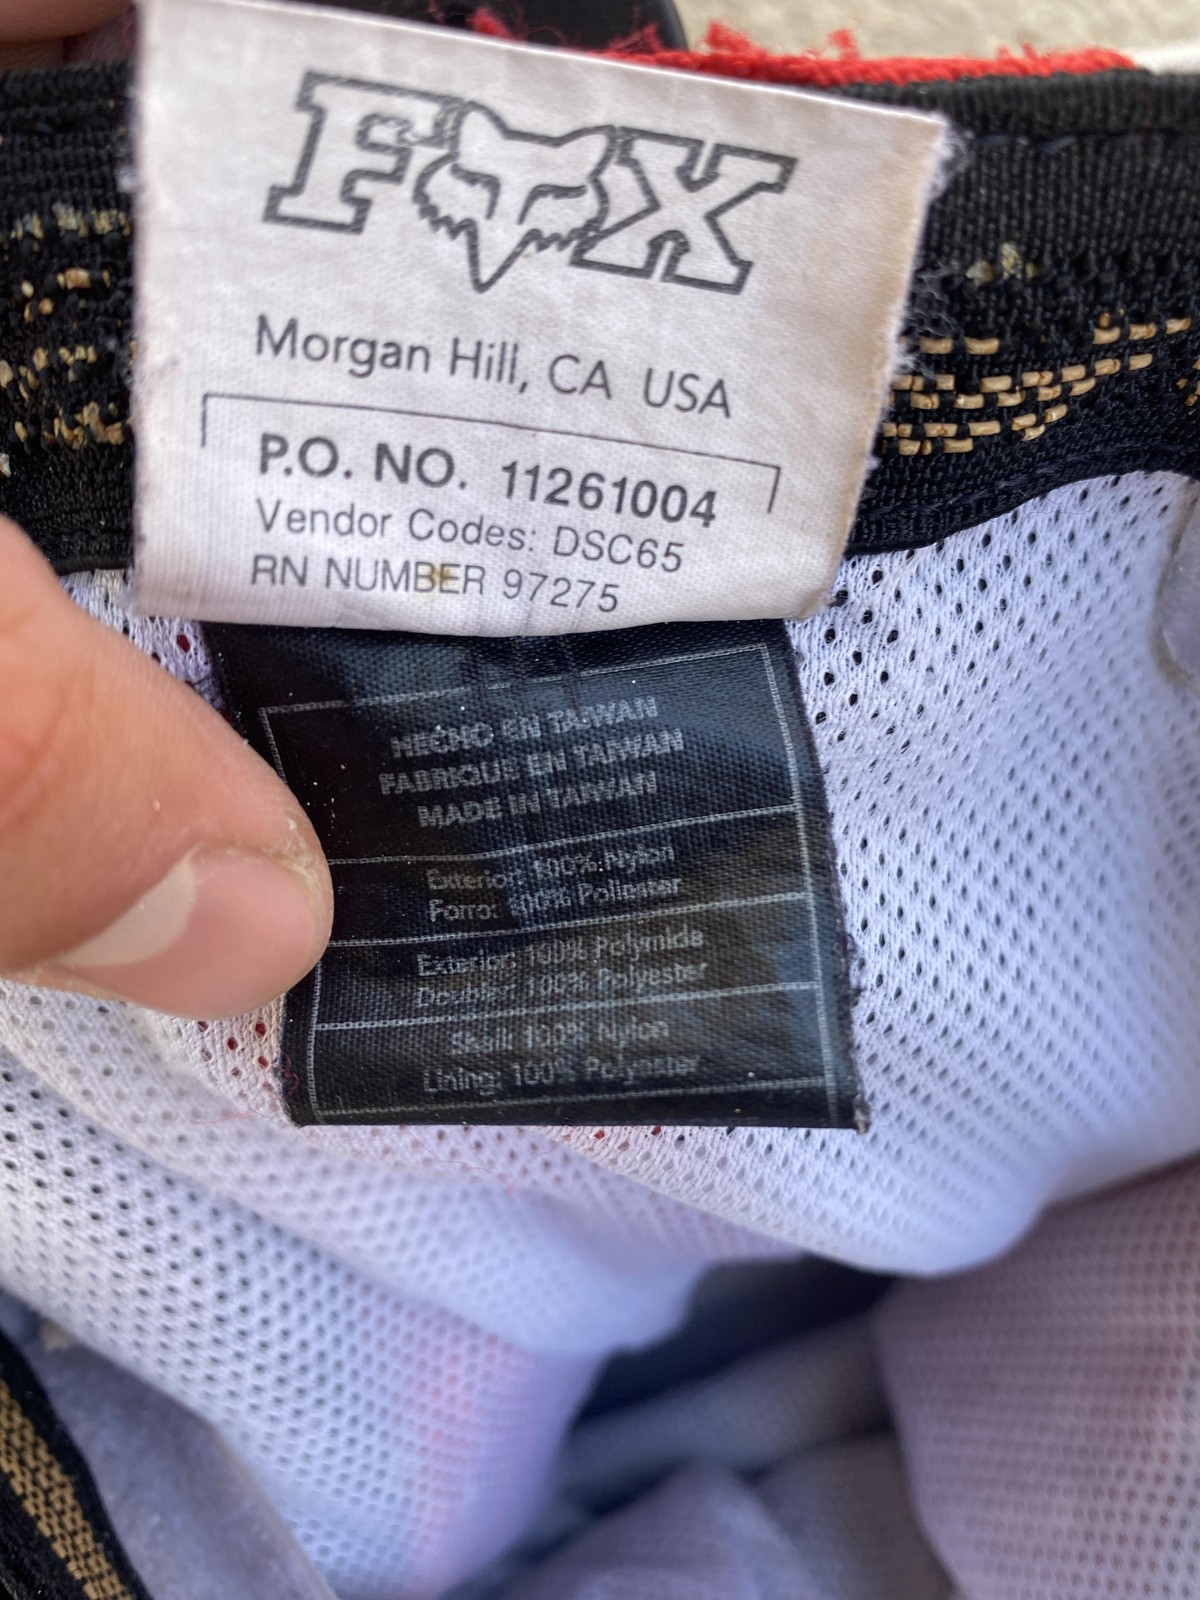 FOX
Morgan Hill, CA USA
P.O. NO. 11261004
Vendor Codes: DSC65
RN NUMBER 97275
HECHO EN TAIWAN
FABRIQUE EN TAIWAN
MADE IN TAIWAN
Exterior: 100% Nylon
Forro: 100% Poliester
Exterior: 100% Polymide
Double: 100% Polyester
Shell: 100% Nylon
Lining: 100% Polyester